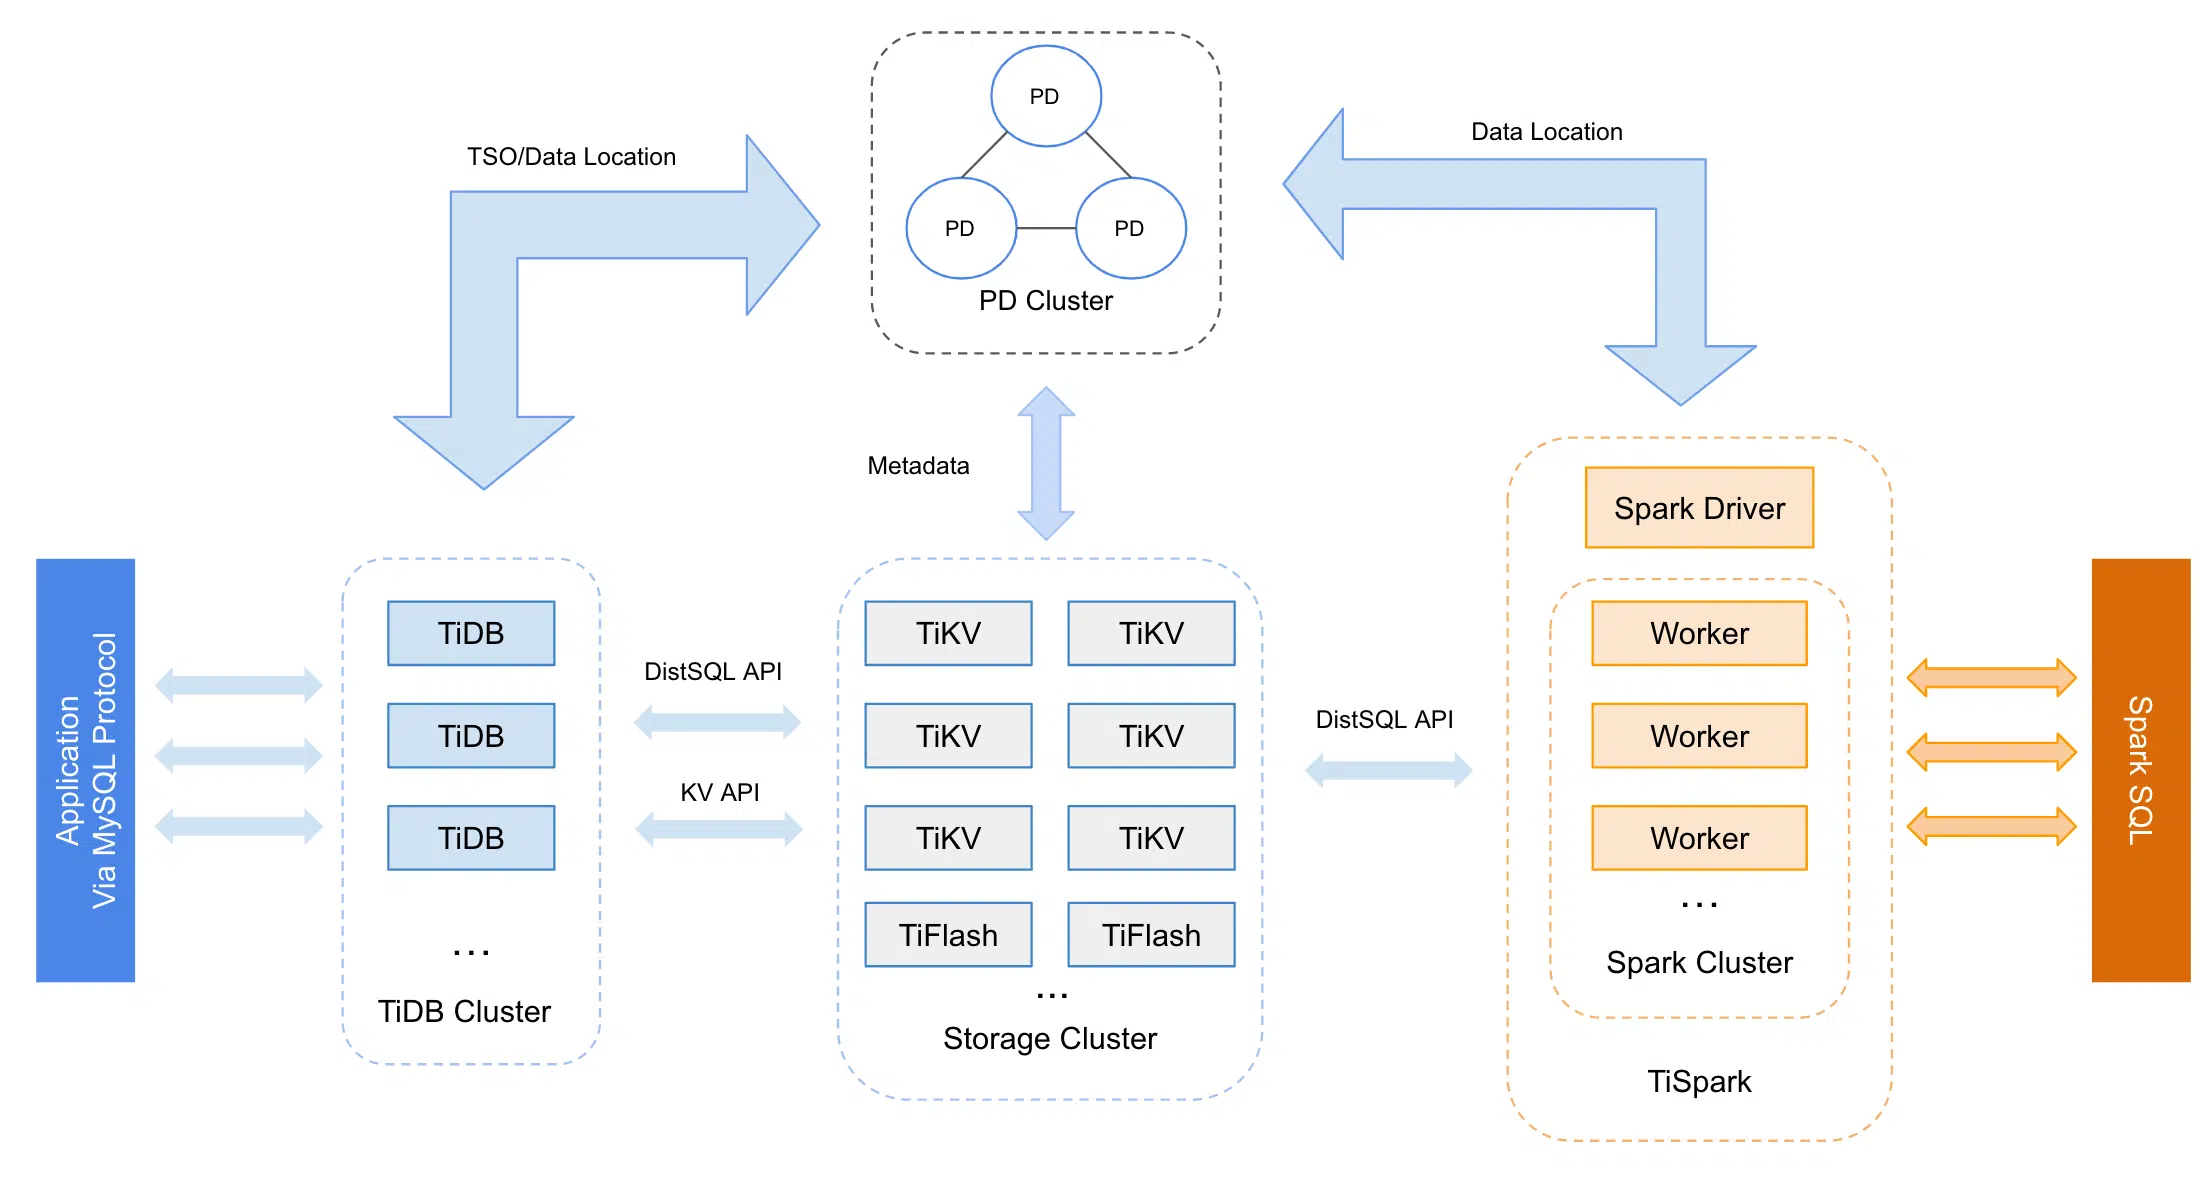 PD
TSO/Data Location
Data Location
PD
PD
PD Cluster
Metadata
Spark Driver
Application
Via MySQL Protocol
TiDB
TiDB
TiDB
...
TiDB Cluster
DistSQL API
KV API
TiKV
TiKV
TiKV
TiKV
TiKV
TiKV
TiFlash
TiFlash
...
Storage Cluster
DistSQL API
Worker
Worker
Worker
...
Spark Cluster
TiSpark
Spark SQL